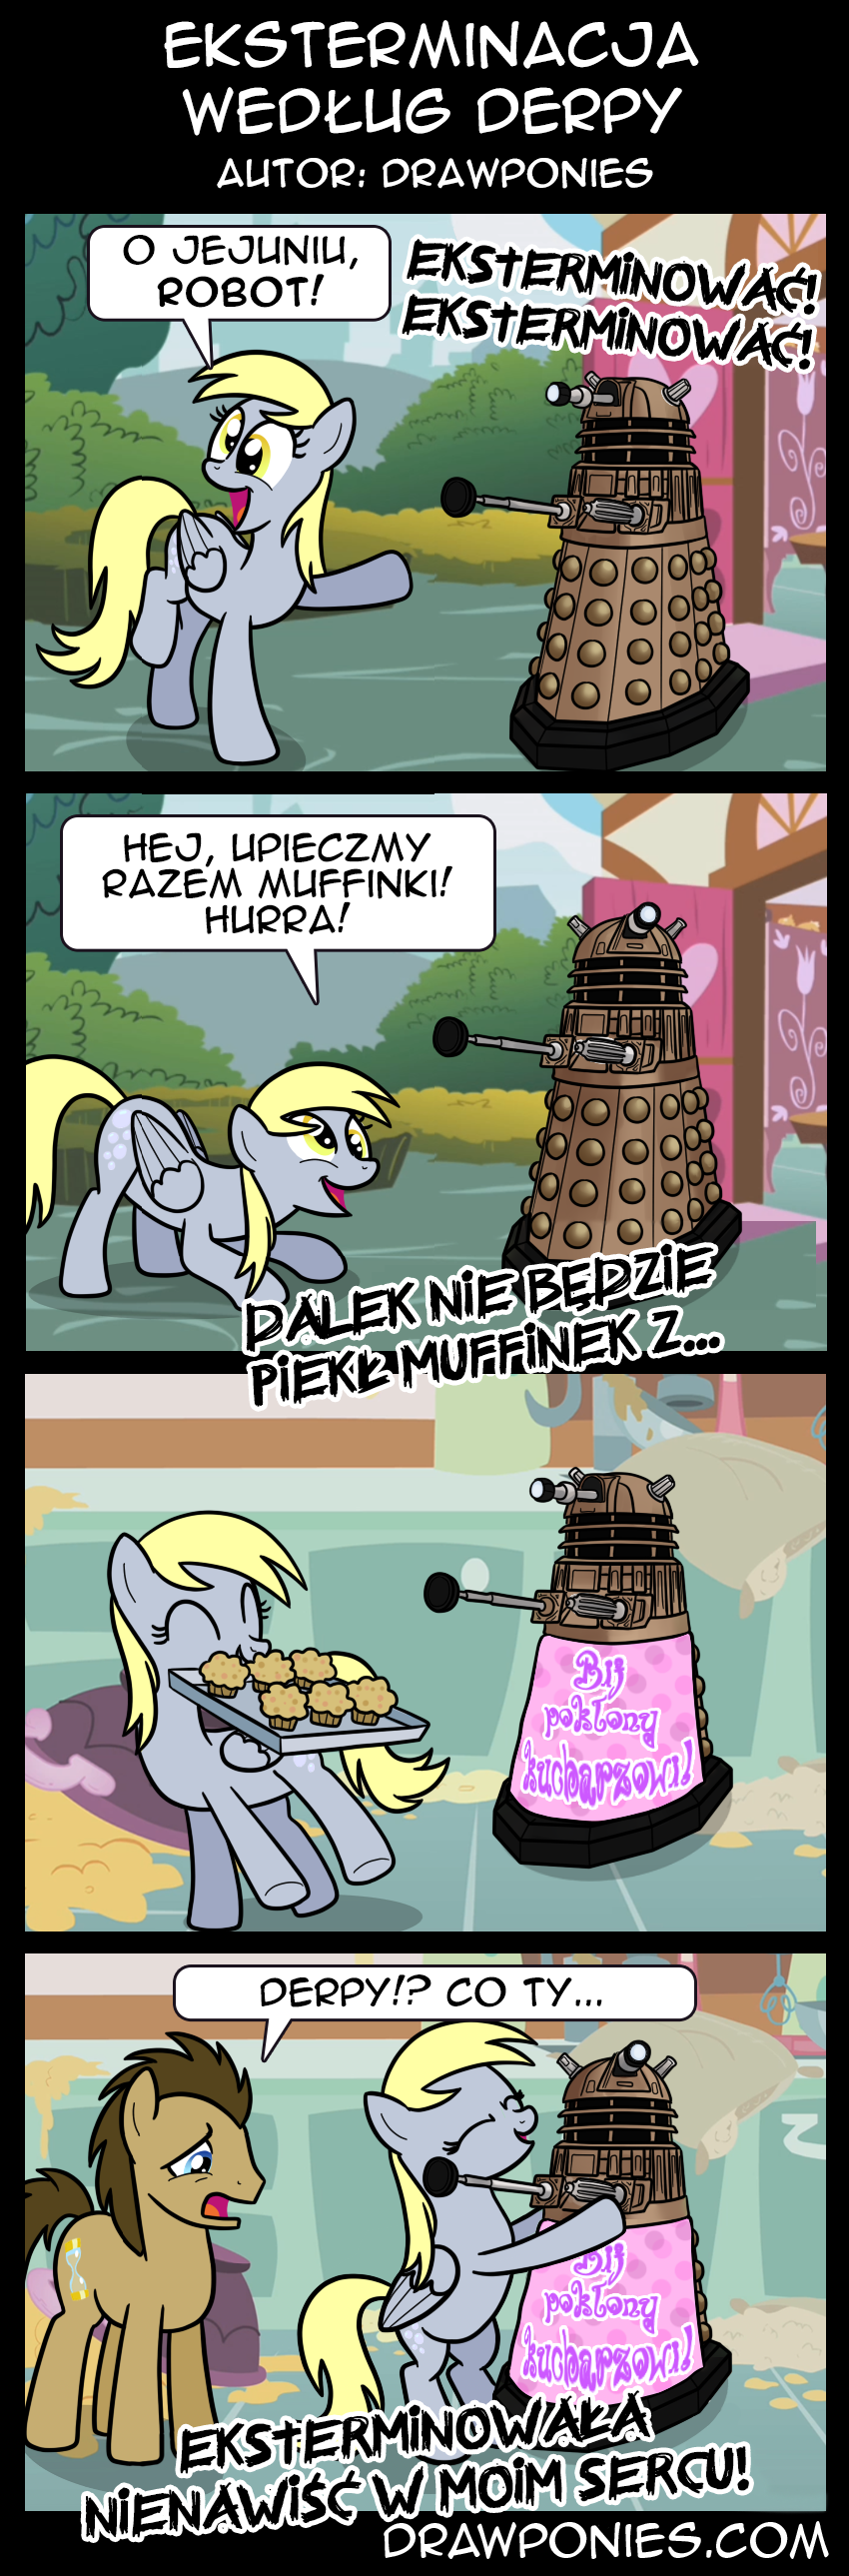 EKSTERMINACJA
WEDŁUG DERPY
AUTOR: DRAWPONIES
O JEJUNIU,
ROBOT!
EKSTERMINOWAĆ!
EKSTERMINOWAĆ!
HEJ, UPIECZMY
RAZEM MUFFINKI!
HURRA!
DALEK NIE BĘDZIE
PIEKŁ MUFFINEK Z...
Bij
pokłony
kucharzowi!
DERPY!? CO TY...
Bij
pokłony
kucharzowi!
EKSTERMINOWAŁA
NIENAWIŚĆ W MOIM SERCU!
DRAWPONIES.COM